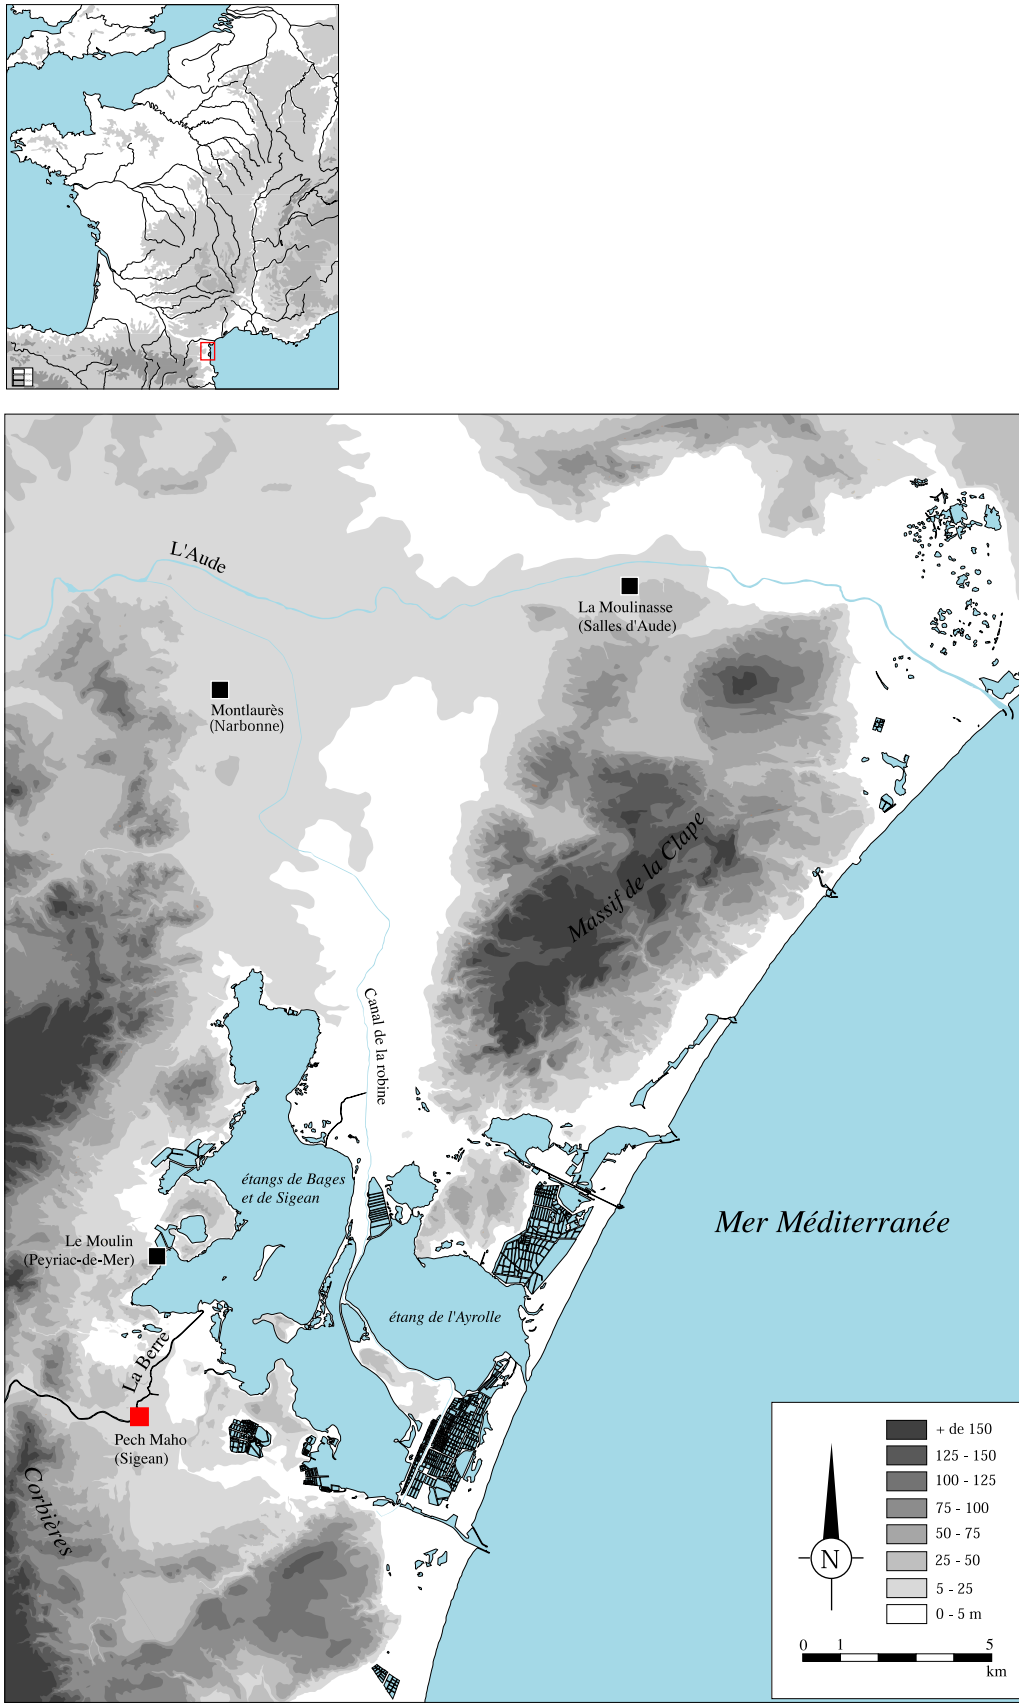 L'Aude
La Moulinasse
(Salles d'Aude)
Montlaurès
(Narbonne)
Massif de la Clape
Canal de la robine
étangs de Bages
et de Sigean
Mer Méditerranée
Le Moulin
(Peyriac-de-Mer)
étang de l'Ayrolle
La Berre
Pech Maho
(Sigean)
Corbières
N
+ de 150
125 - 150
100 - 125
75 - 100
50 - 75
25 - 50
5 - 25
0 - 5 m
0 1 5
km